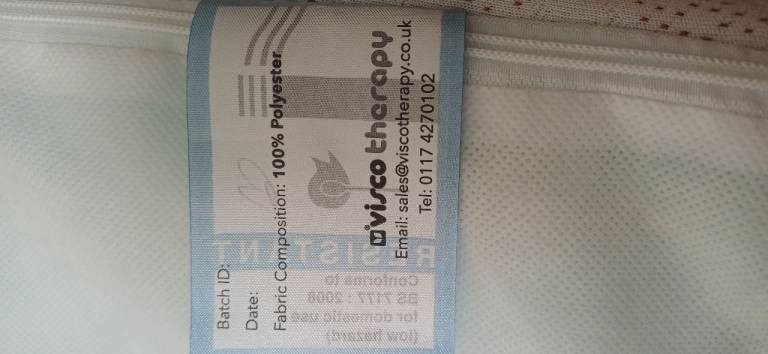 Batch ID:
Date:
Fabric Composition: 100% Polyester
visco therapy
Email: sales@viscotherapy.co.uk
Tel: 0117 4270102
RESISTANT
Conforms to
BS 7177 : 2008
for domestic use
(low hazard)